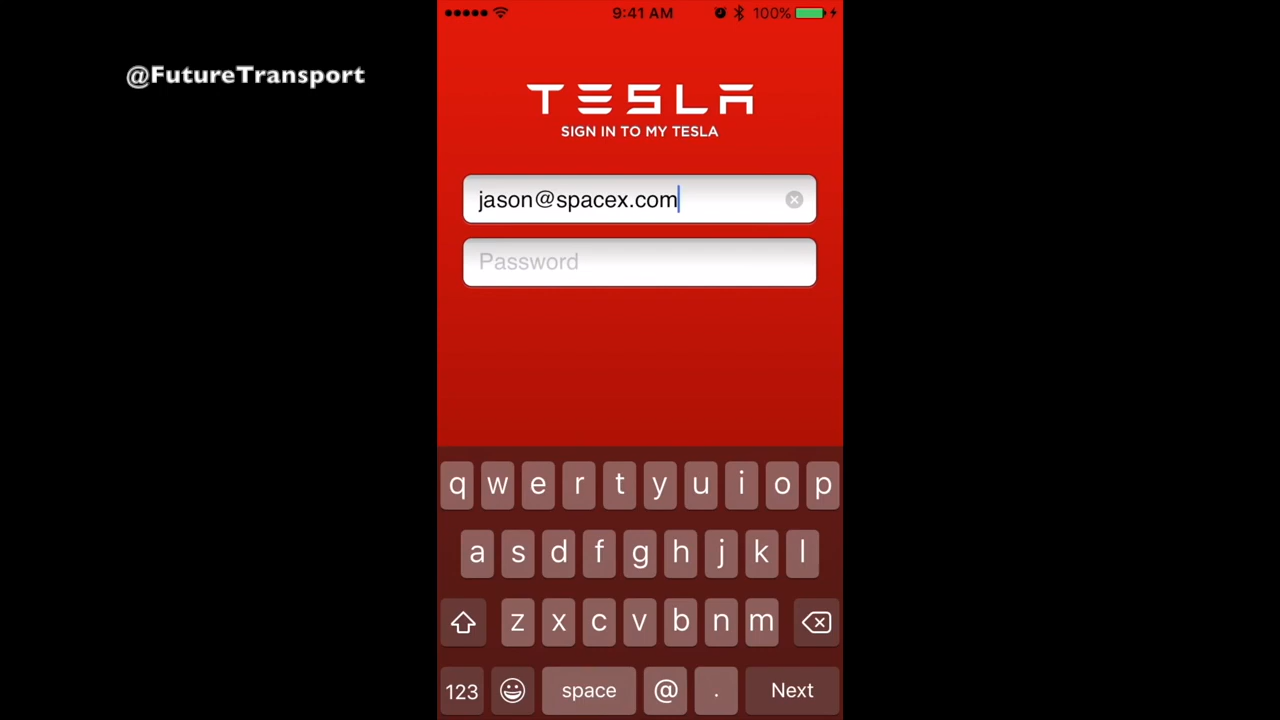 9:41 AM 100%
@FutureTransport
TESLA
SIGN IN TO MY TESLA
jason@spacex.com
Password
q w e r t y u i o p
a s d f g h j k l
z x c v b n m
123 space @ . Next